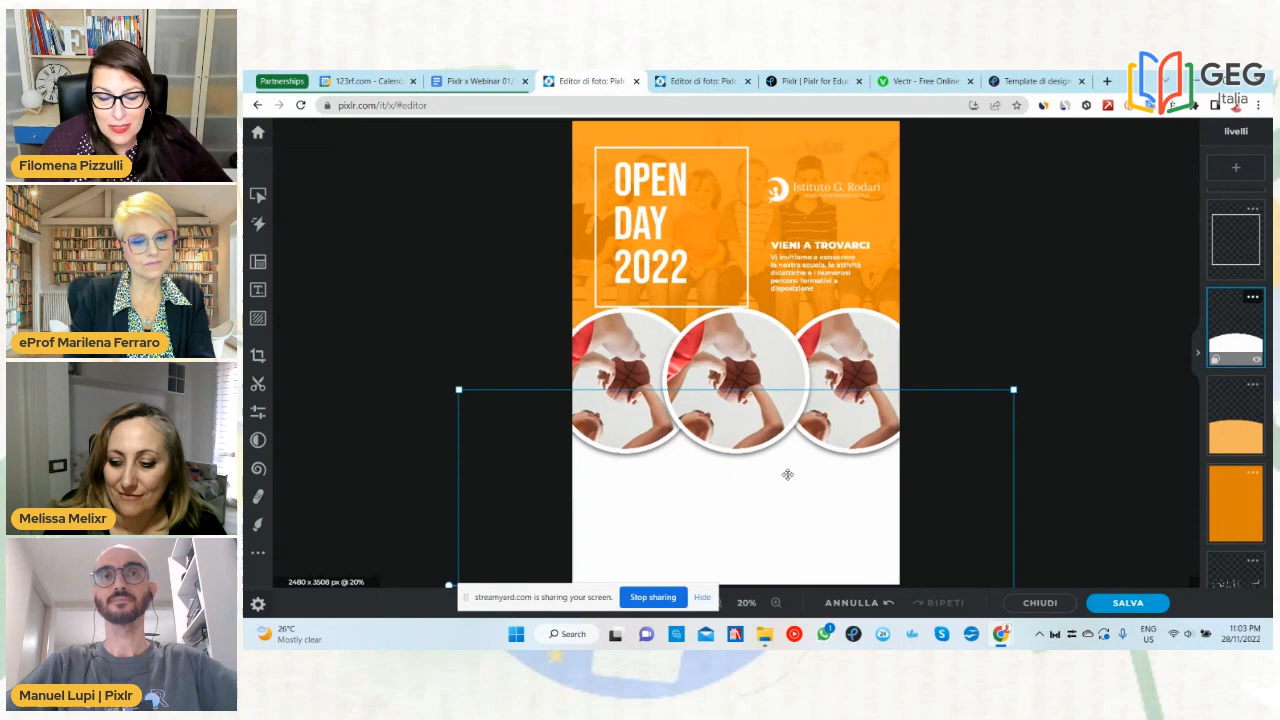 Filomena Pizzulli
eProf Marilena Ferraro
Melissa Melixr
Manuel Lupi | Pixlr
GEG
Italia
Partnerships
123rf.com - Calend
Pixlr x Webinar 01/
Editor di foto: Pixl
Editor di foto: Pixl
Pixlr | Pixlr for Edu
Vectr - Free Online
Template di design
pixlr.com/it/x/#editor
livelli
OPEN
DAY
2022
Istituto G. Rodari
VIENI A TROVARCI
Vi invitiamo a conoscere
la nostra scuola, le attività
didattiche e i numerosi
percorsi formativi a
disposizione
2480 x 3508 px @ 20%
streamyard.com is sharing your screen.
Stop sharing
Hide
20%
ANNULLA
RIPETI
CHIUDI
SALVA
26°C
Mostly clear
Search
ENG
US
11:03 PM
28/11/2022